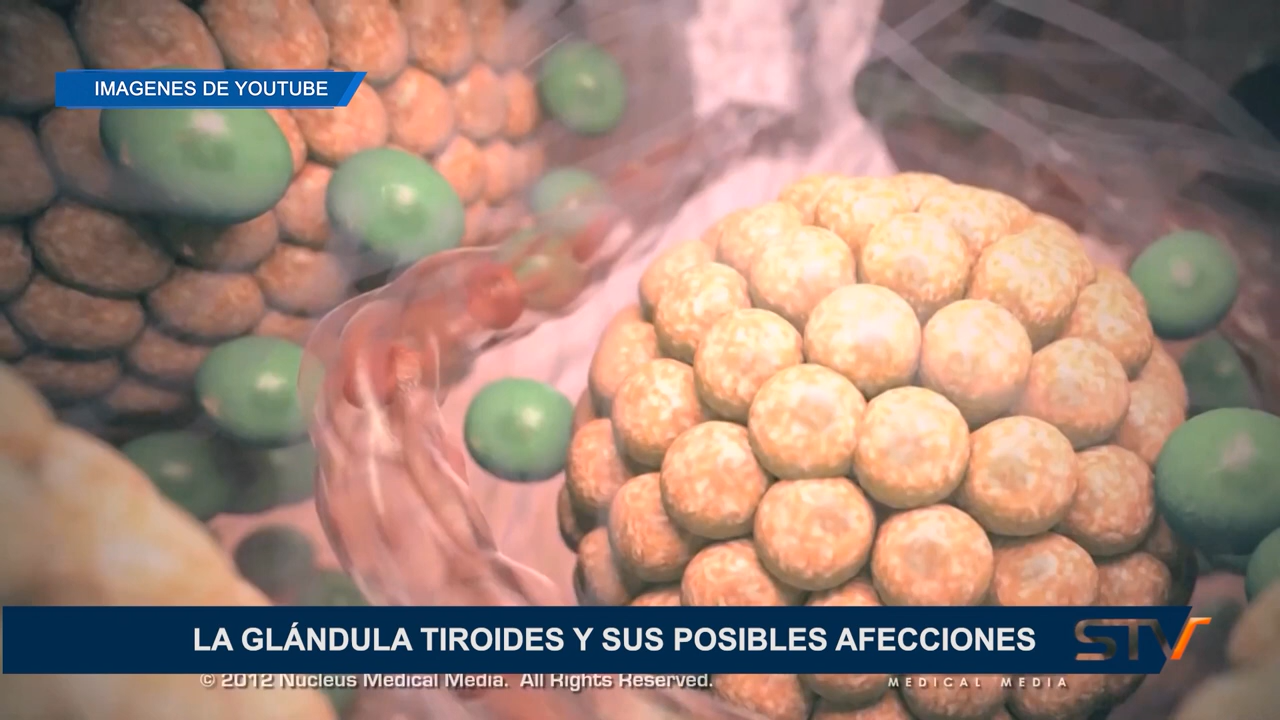 IMAGENES DE YOUTUBE
LA GLÁNDULA TIROIDES Y SUS POSIBLES AFECCIONES
STV
© 2012 Nucleus Medical Media. All Rights Reserved.
MEDICAL MEDIA